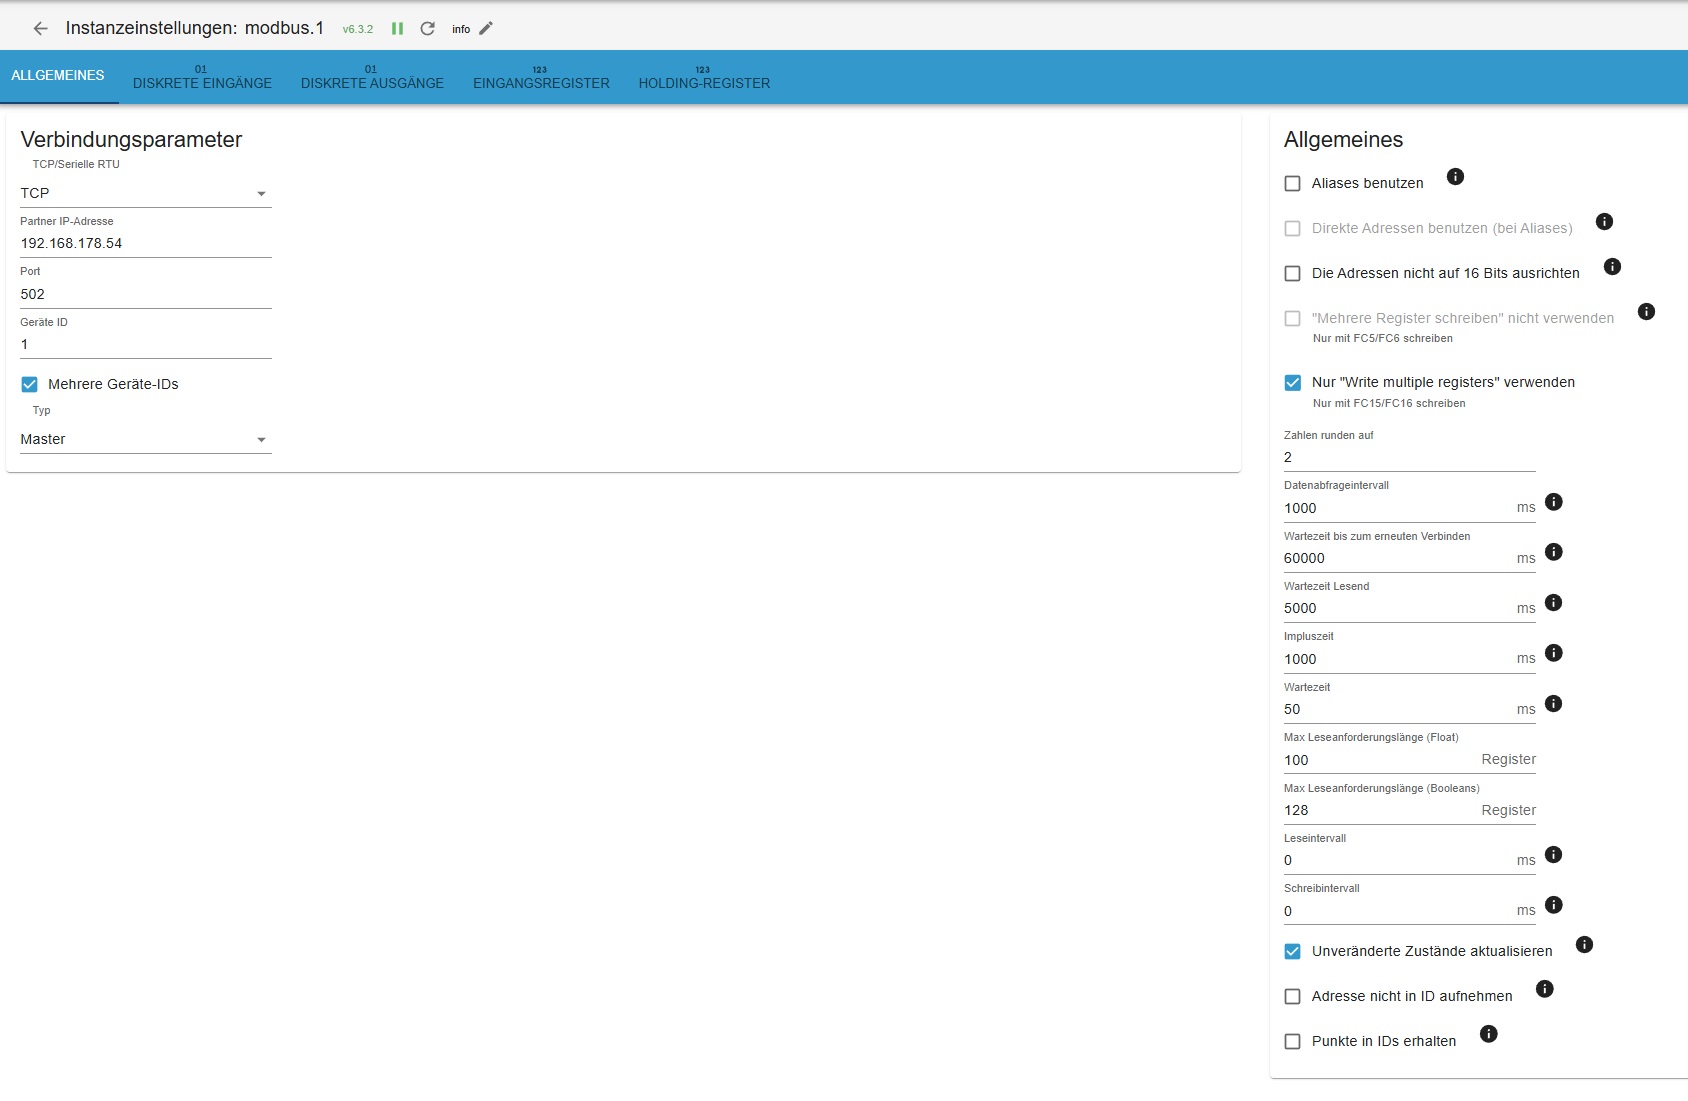 Instanzeinstellungen: modbus.1 v6.3.2 info
ALLGEMEINES
01
DISKRETE EINGÄNGE
01
DISKRETE AUSGÄNGE
123
EINGANGSREGISTER
123
HOLDING-REGISTER
Verbindungsparameter
TCP/Serielle RTU
TCP
Partner IP-Adresse
192.168.178.54
Port
502
Geräte ID
1
Mehrere Geräte-IDs
Typ
Master
Allgemeines
Aliases benutzen
Direkte Adressen benutzen (bei Aliases)
Die Adressen nicht auf 16 Bits ausrichten
"Mehrere Register schreiben" nicht verwenden
Nur mit FC5/FC6 schreiben
Nur "Write multiple registers" verwenden
Nur mit FC15/FC16 schreiben
Zahlen runden auf
2
Datenabfrageintervall
1000 ms
Wartezeit bis zum erneuten Verbinden
60000 ms
Wartezeit Lesend
5000 ms
Impluszeit
1000 ms
Wartezeit
50 ms
Max Leseanforderungslänge (Float)
100 Register
Max Leseanforderungslänge (Booleans)
128 Register
Leseintervall
0 ms
Schreibintervall
0 ms
Unveränderte Zustände aktualisieren
Adresse nicht in ID aufnehmen
Punkte in IDs erhalten